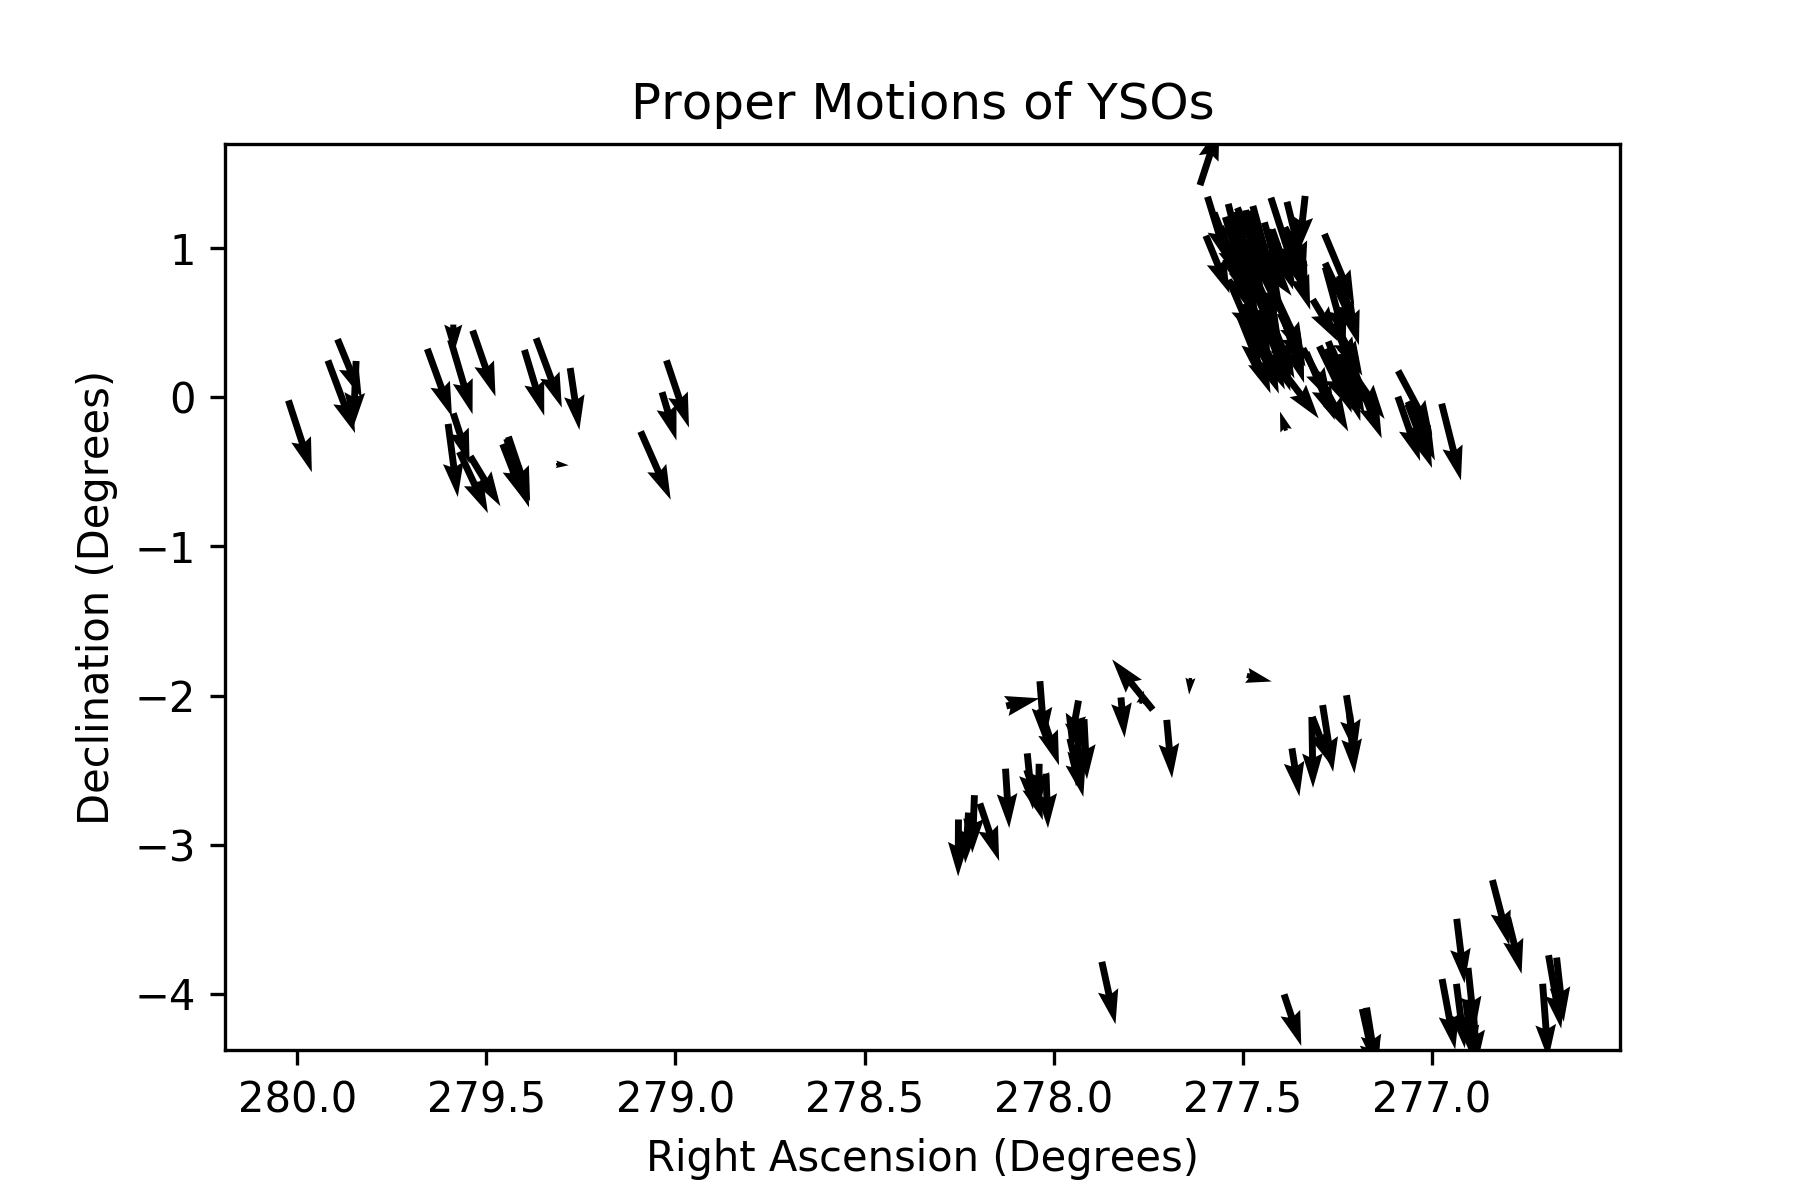 Proper Motions of YSOs
Declination (Degrees)
1
0
−1
−2
−3
−4
280.0 279.5 279.0 278.5 278.0 277.5 277.0
Right Ascension (Degrees)